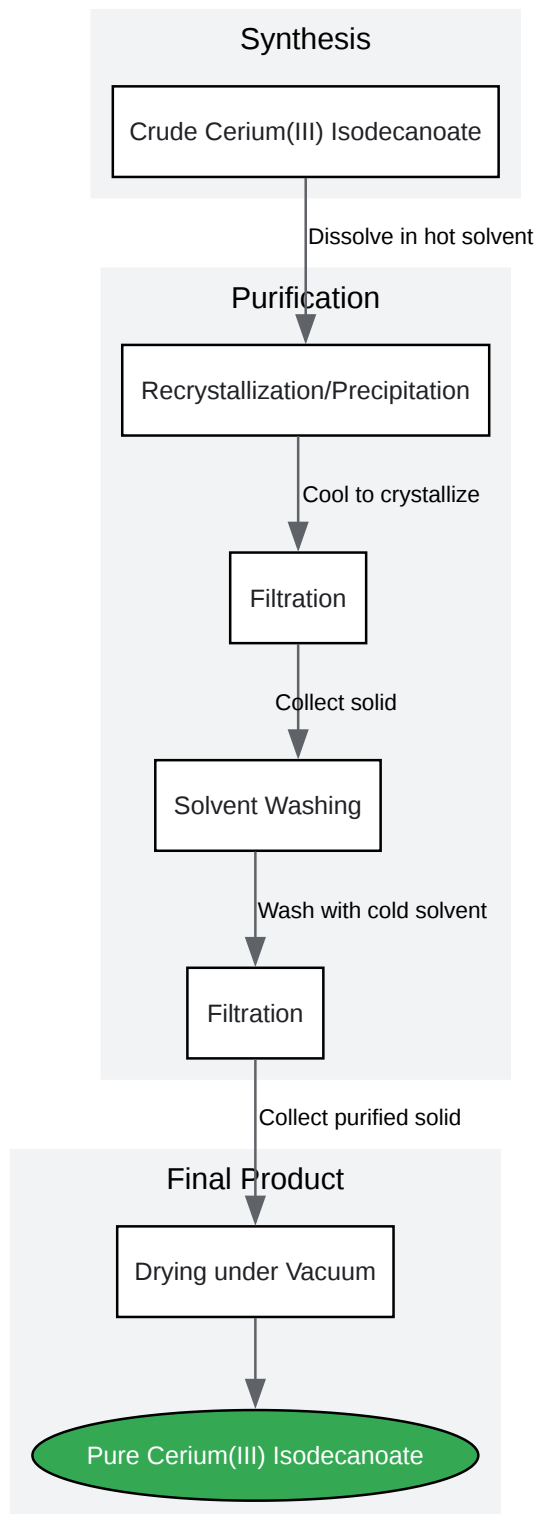 Synthesis
Crude Cerium(III) Isodecanoate
Dissolve in hot solvent
Purification
Recrystallization/Precipitation
Cool to crystallize
Filtration
Collect solid
Solvent Washing
Wash with cold solvent
Filtration
Collect purified solid
Final Product
Drying under Vacuum
Pure Cerium(III) Isodecanoate